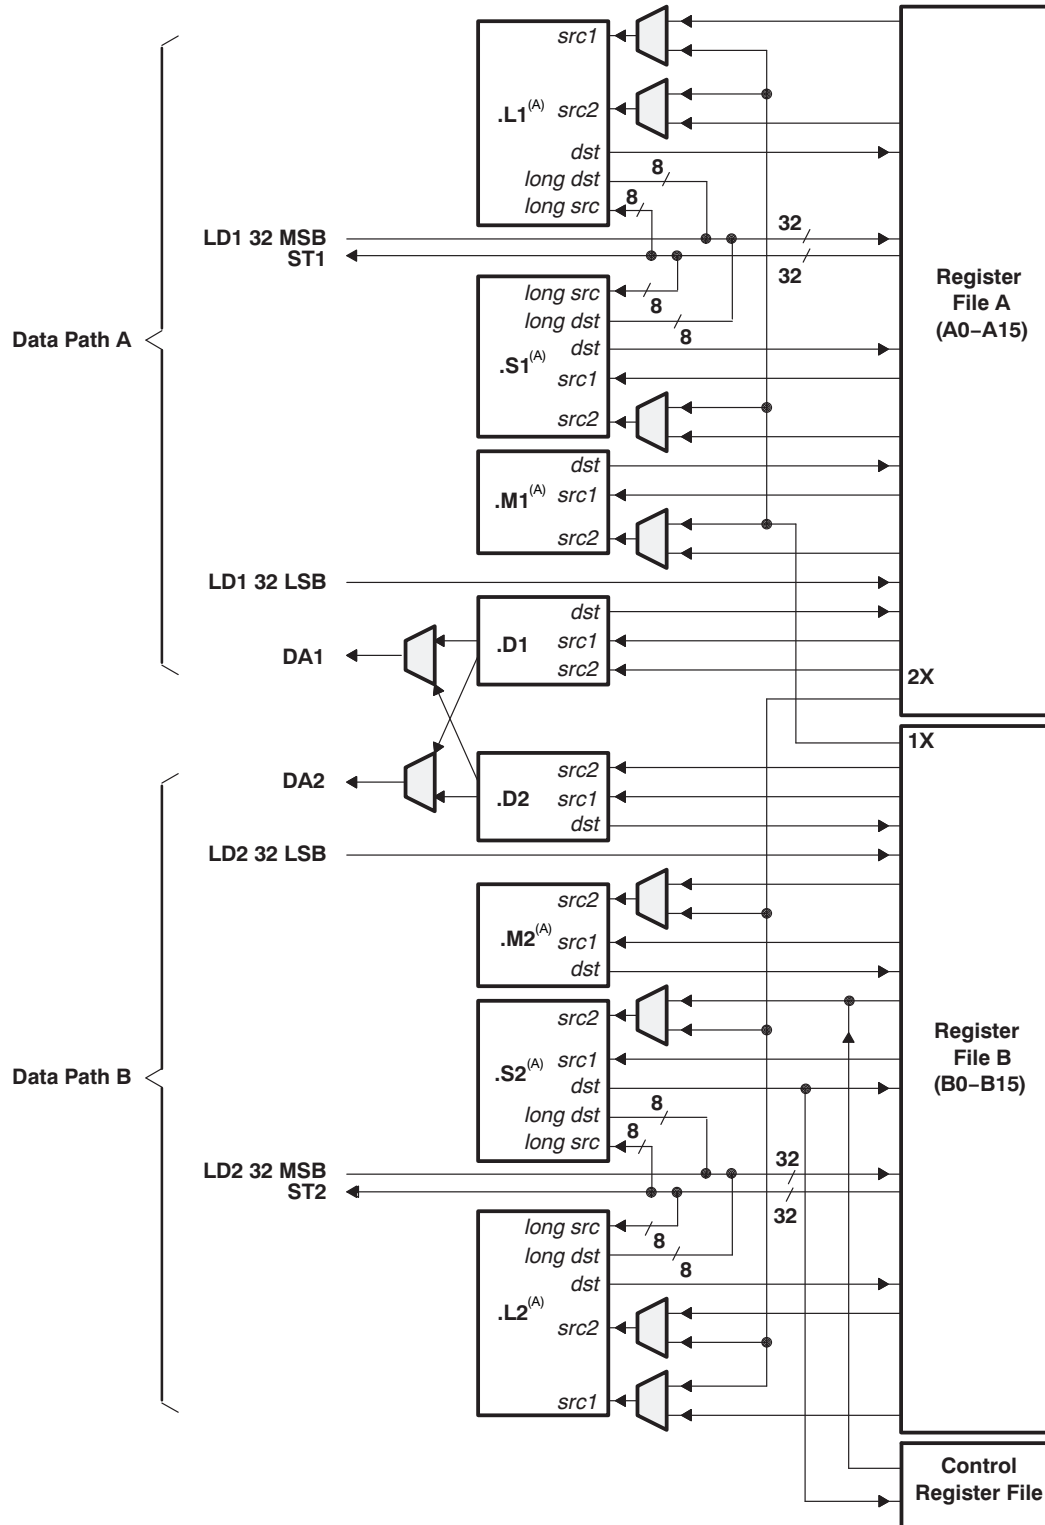 src1
.L1(A) src2
dst
8
long dst
8
long src
LD1 32 MSB
32
ST1
32
long src
8
long dst
8
dst
.S1(A)
src1
src2
Data Path A
Register
File A
(A0–A15)
dst
.M1(A) src1
src2
LD1 32 LSB
dst
.D1 src1
src2
DA1
2X
1X
DA2
src2
.D2 src1
dst
LD2 32 LSB
src2
.M2(A) src1
dst
src2
src1
.S2(A)
dst
8
long dst
8
long src
Data Path B
Register
File B
(B0–B15)
LD2 32 MSB
32
ST2
32
long src
8
long dst
8
dst
.L2(A)
src2
src1
Control
Register File